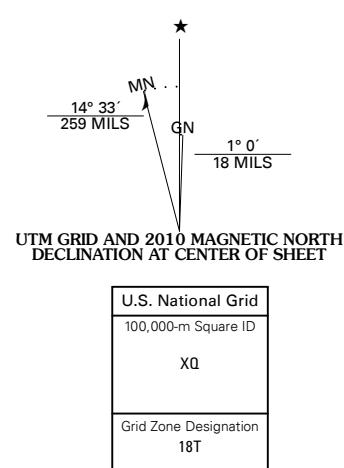 ★
MN
14° 33´
259 MILS
GN
1° 0´
18 MILS
UTM GRID AND 2010 MAGNETIC NORTH
DECLINATION AT CENTER OF SHEET
U.S. National Grid
100,000-m Square ID
XQ
Grid Zone Designation
18T